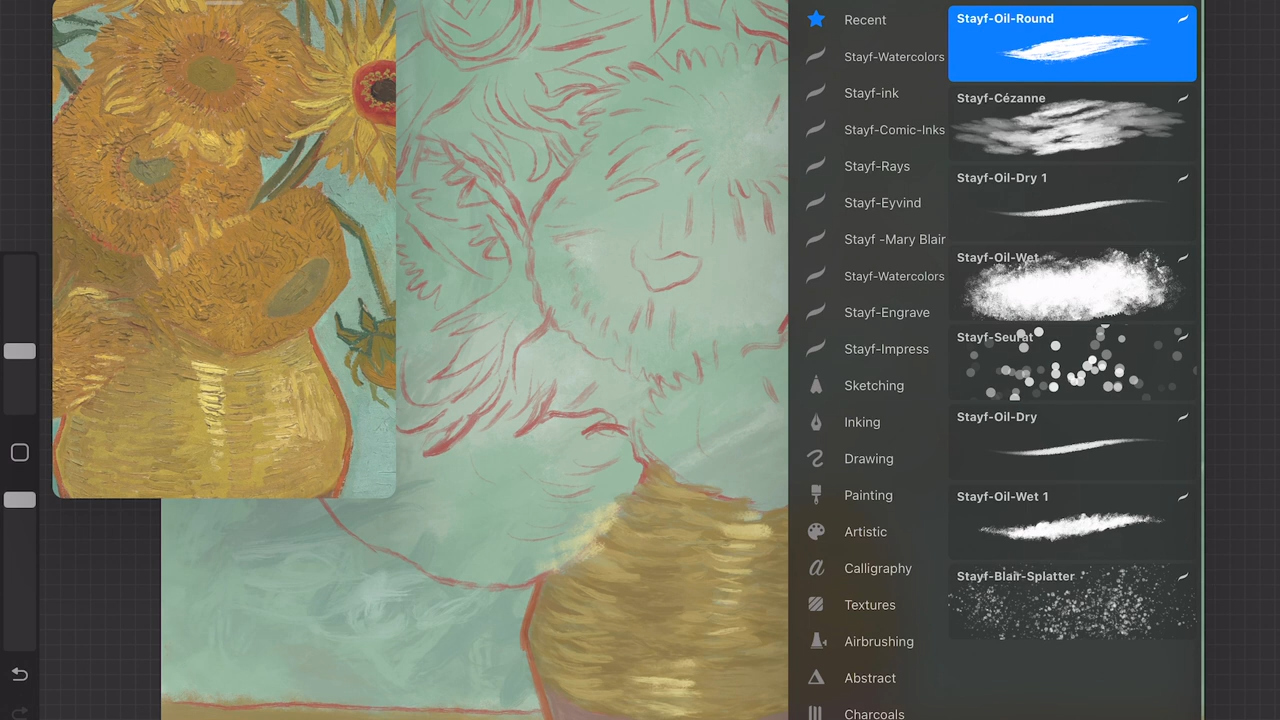 Recent
Stayf-Watercolors
Stayf-ink
Stayf-Comic-Inks
Stayf-Rays
Stayf-Eyvind
Stayf -Mary Blair
Stayf-Watercolors
Stayf-Engrave
Stayf-Impress
Sketching
Inking
Drawing
Painting
Artistic
Calligraphy
Textures
Airbrushing
Abstract
Charcoals
Stayf-Oil-Round
Stayf-Cézanne
Stayf-Oil-Dry 1
Stayf-Oil-Wet
Stayf-Seurat
Stayf-Oil-Dry
Stayf-Oil-Wet 1
Stayf-Blair-Splatter